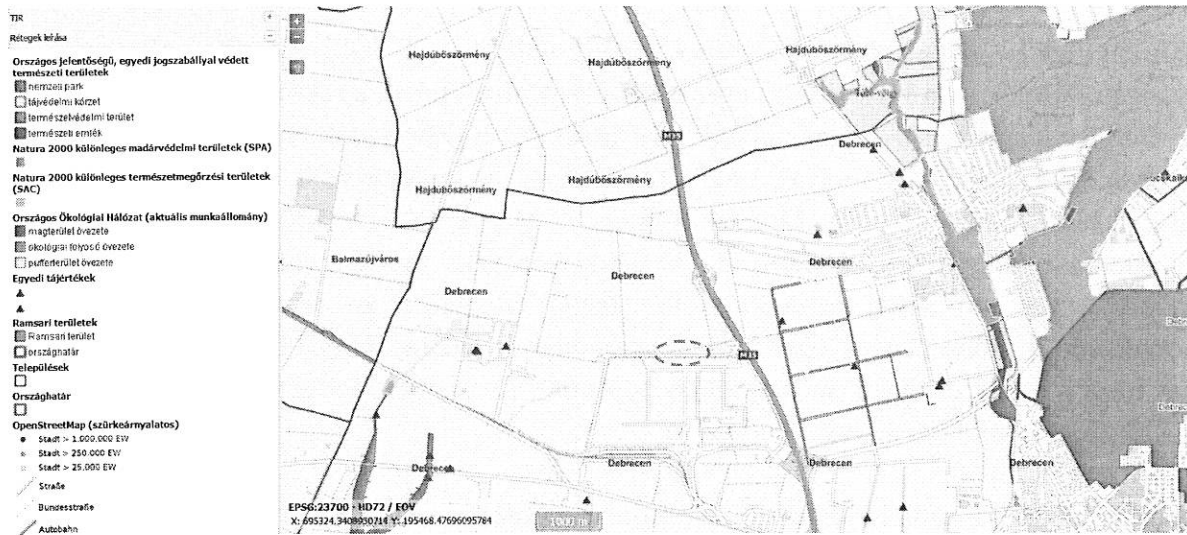 TIR
Rétegek leírása
Országos jelentőségű, egyedi jogszabállyal védett
természeti területek
nemzeti park
tájvédelmi körzet
természetvédelmi terület
természeti emlék
Natura 2000 különleges madárvédelmi területek (SPA)
Natura 2000 különleges természetmegőrzési területek
(SAC)
Országos Ökológiai Hálózat (aktuális munkaállomány)
magterület övezete
ökológiai folyosó övezete
pufferterület övezete
Egyedi tájértékek
Ramsari területek
Ramsari terület
országhatár
Települések
Országhatár
OpenStreetMap (szürkeárnyalatos)
Stadt > 1.000.000 EW
Stadt > 250.000 EW
Stadt > 25.000 EW
Straße
Bundesstraße
Autobahn
Hajdúböszörmény
Hajdúböszörmény
Hajdúböszörmény
M35
Debrecen
Hajdúböszörmény
Hajdúböszörmény
Balmazújváros
Debrecen
Debrecen
Debrecen
M35
Debrecen
Debrecen
Debrecen
Debrecen
EPSG:23700 - HD72 / EOV
1000 m